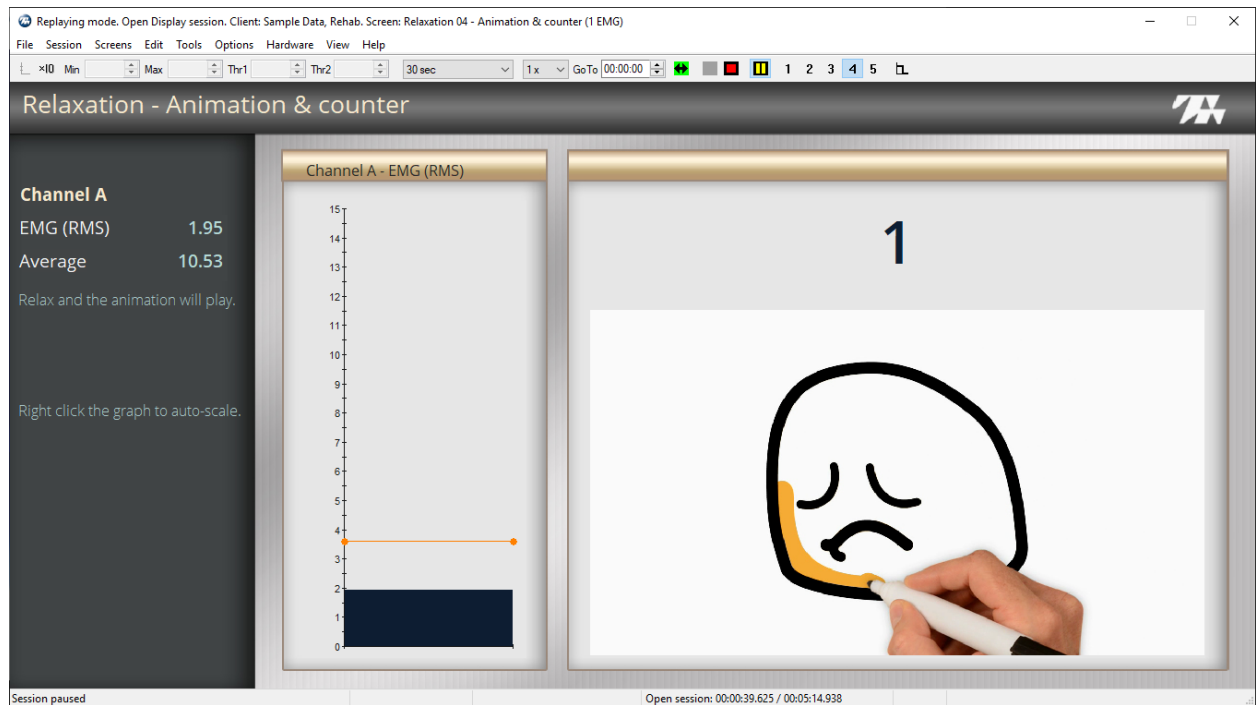 Replaying mode. Open Display session. Client: Sample Data, Rehab. Screen: Relaxation 04 - Animation & counter (1 EMG)
File Session Screens Edit Tools Options Hardware View Help
×10 Min Max Thr1 Thr2 30 sec 1 x GoTo 00:00:00 1 2 3 4 5
Relaxation - Animation & counter
Channel A
EMG (RMS) 1.95
Average 10.53
Relax and the animation will play.
Right click the graph to auto-scale.
Channel A - EMG (RMS)
15
14
13
12
11
10
9
8
7
6
5
4
3
2
1
0
1
Session paused
Open session: 00:00:39.625 / 00:05:14.938